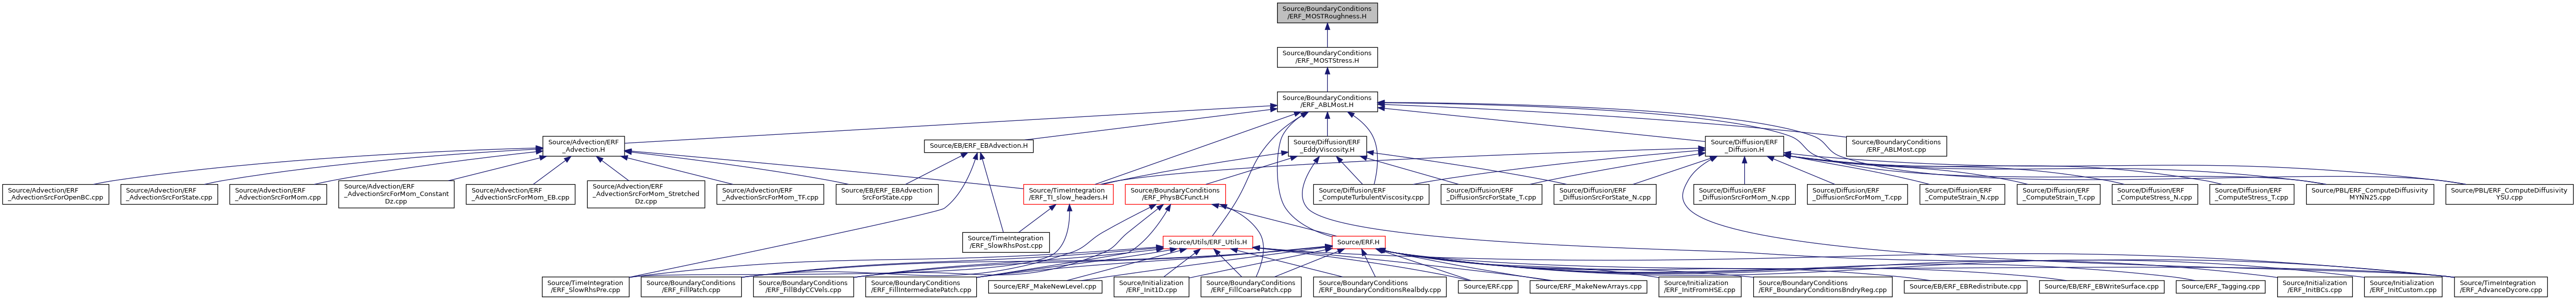 Source/BoundaryConditions
/ERF_MOSTRoughness.H
Source/BoundaryConditions
/ERF_MOSTStress.H
Source/BoundaryConditions
/ERF_ABLMost.H
Source/Advection/ERF
_Advection.H
Source/EB/ERF_EBAdvection.H
Source/Diffusion/ERF
_EddyViscosity.H
Source/Diffusion/ERF
_Diffusion.H
Source/BoundaryConditions
/ERF_ABLMost.cpp
Source/Advection/ERF
_AdvectionSrcForOpenBC.cpp
Source/Advection/ERF
_AdvectionSrcForState.cpp
Source/Advection/ERF
_AdvectionSrcForMom.cpp
Source/Advection/ERF
_AdvectionSrcForMom_Constant
Dz.cpp
Source/Advection/ERF
_AdvectionSrcForMom_EB.cpp
Source/Advection/ERF
_AdvectionSrcForMom_Stretched
Dz.cpp
Source/Advection/ERF
_AdvectionSrcForMom_TF.cpp
Source/EB/ERF_EBAdvection
SrcForState.cpp
Source/TimeIntegration
/ERF_TI_slow_headers.H
Source/BoundaryConditions
/ERF_PhysBCFunct.H
Source/Diffusion/ERF
_ComputeTurbulentViscosity.cpp
Source/Diffusion/ERF
_DiffusionSrcForState_T.cpp
Source/Diffusion/ERF
_DiffusionSrcForState_N.cpp
Source/Diffusion/ERF
_DiffusionSrcForMom_N.cpp
Source/Diffusion/ERF
_DiffusionSrcForMom_T.cpp
Source/Diffusion/ERF
_ComputeStrain_N.cpp
Source/Diffusion/ERF
_ComputeStrain_T.cpp
Source/Diffusion/ERF
_ComputeStress_N.cpp
Source/Diffusion/ERF
_ComputeStress_T.cpp
Source/PBL/ERF_ComputeDiffusivity
MYNN25.cpp
Source/PBL/ERF_ComputeDiffusivity
YSU.cpp
Source/TimeIntegration
/ERF_SlowRhsPost.cpp
Source/Utils/ERF_Utils.H
Source/ERF.H
Source/TimeIntegration
/ERF_SlowRhsPre.cpp
Source/BoundaryConditions
/ERF_FillPatch.cpp
Source/BoundaryConditions
/ERF_FillBdyCCVels.cpp
Source/BoundaryConditions
/ERF_FillIntermediatePatch.cpp
Source/ERF_MakeNewLevel.cpp
Source/Initialization
/ERF_Init1D.cpp
Source/BoundaryConditions
/ERF_FillCoarsePatch.cpp
Source/BoundaryConditions
/ERF_BoundaryConditionsRealbdy.cpp
Source/ERF.cpp
Source/ERF_MakeNewArrays.cpp
Source/Initialization
/ERF_InitFromHSE.cpp
Source/BoundaryConditions
/ERF_BoundaryConditionsBndryReg.cpp
Source/EB/ERF_EBRedistribute.cpp
Source/EB/ERF_EBWriteSurface.cpp
Source/ERF_Tagging.cpp
Source/Initialization
/ERF_InitBCs.cpp
Source/Initialization
/ERF_InitCustom.cpp
Source/TimeIntegration
/ERF_AdvanceDycore.cpp